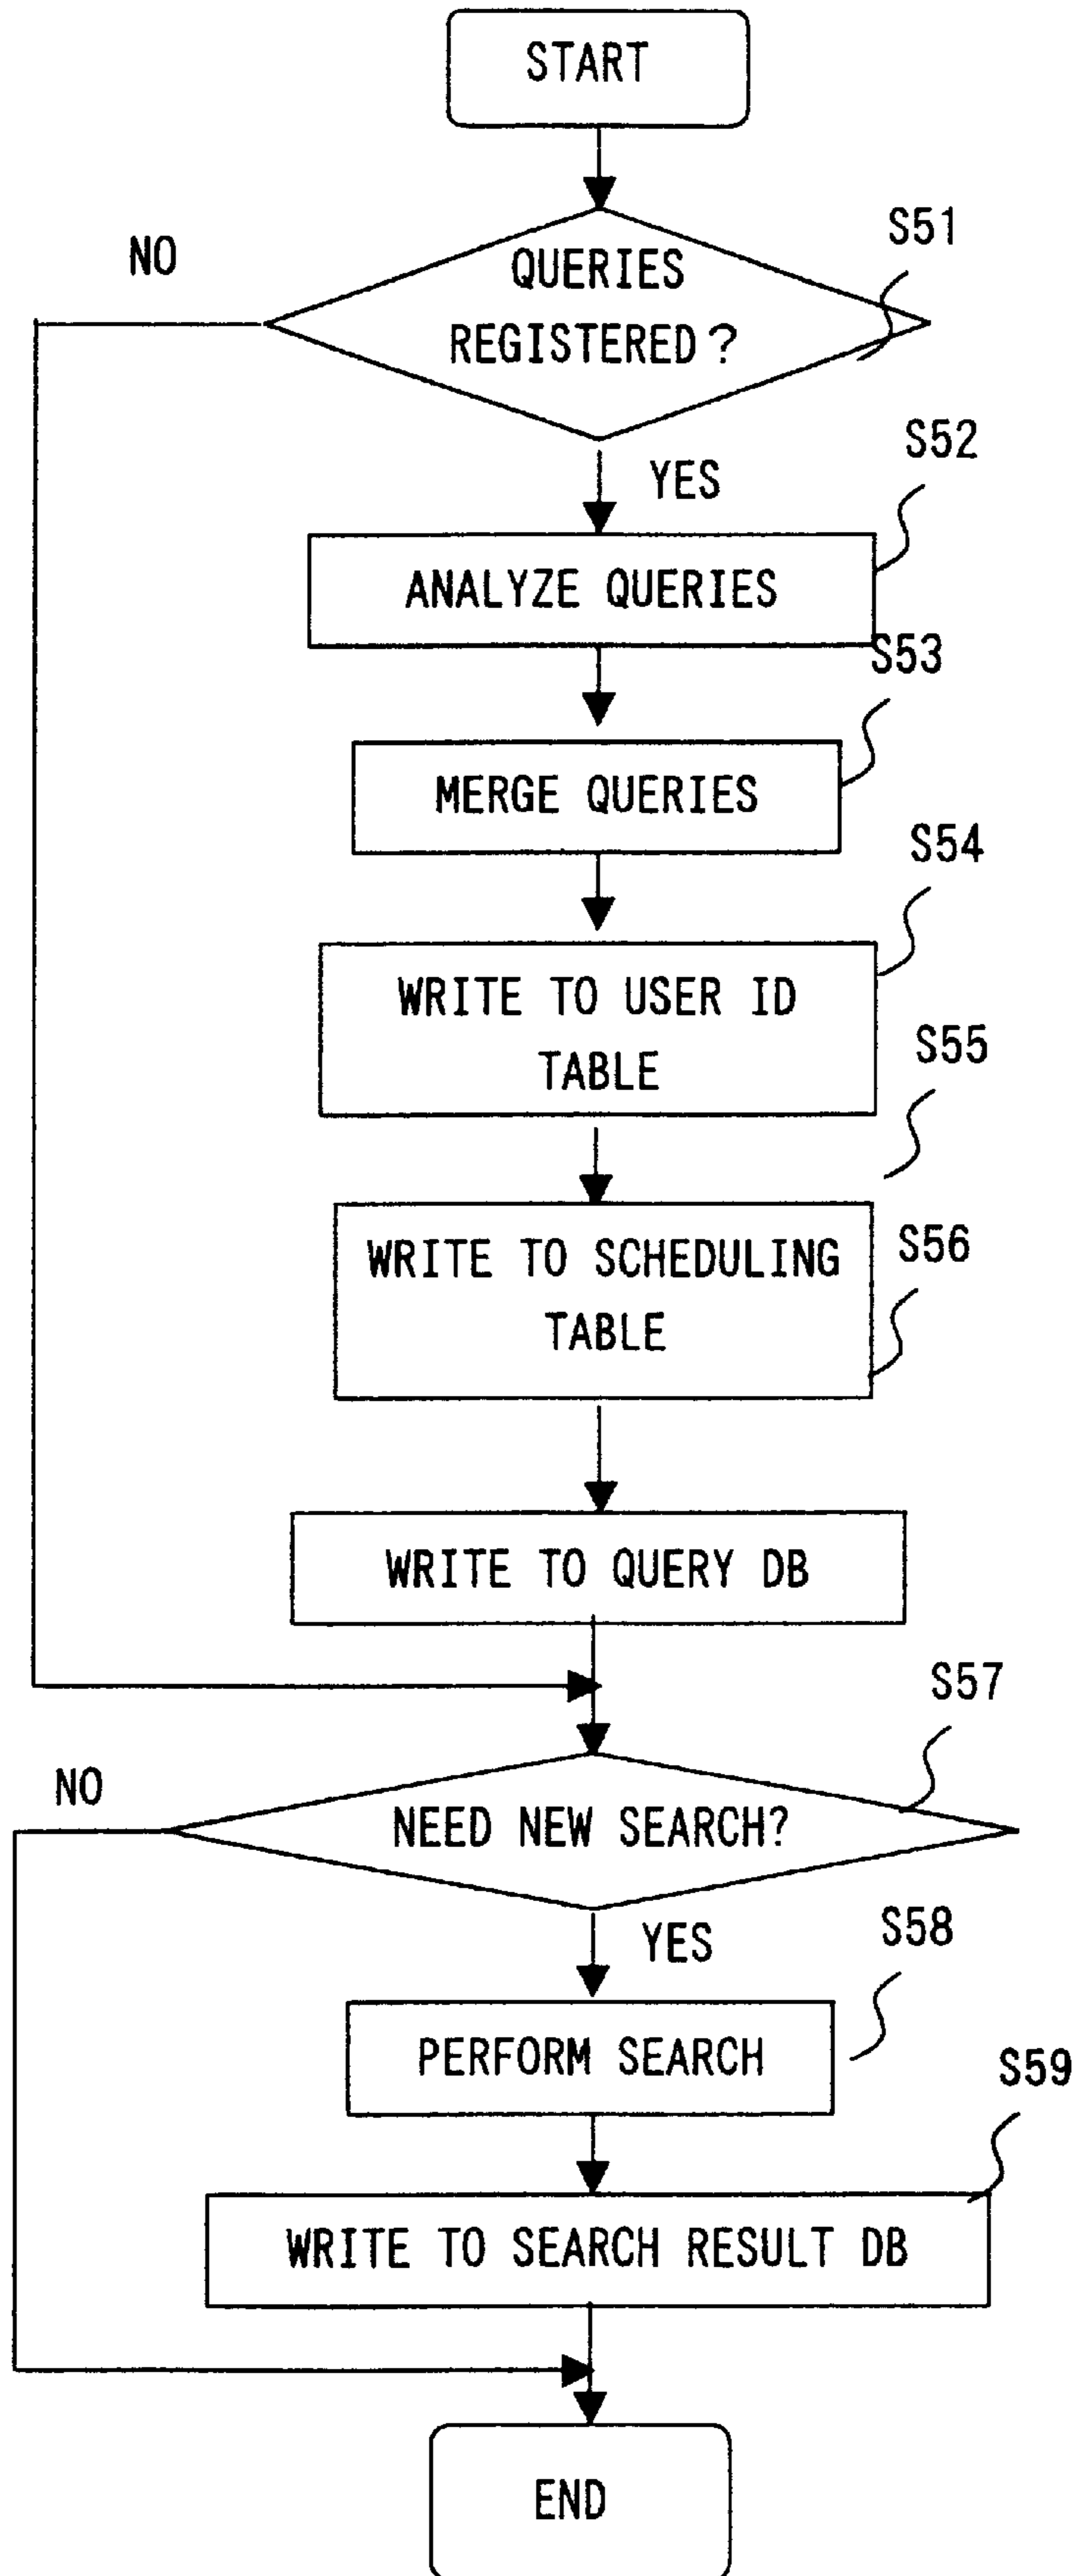 START
S51
NO
QUERIES
REGISTERED?
S52
YES
ANALYZE QUERIES
S53
MERGE QUERIES
S54
WRITE TO USER ID
TABLE
S55
WRITE TO SCHEDULING
TABLE
S56
WRITE TO QUERY DB
S57
NO
NEED NEW SEARCH?
S58
YES
PERFORM SEARCH
S59
WRITE TO SEARCH RESULT DB
END